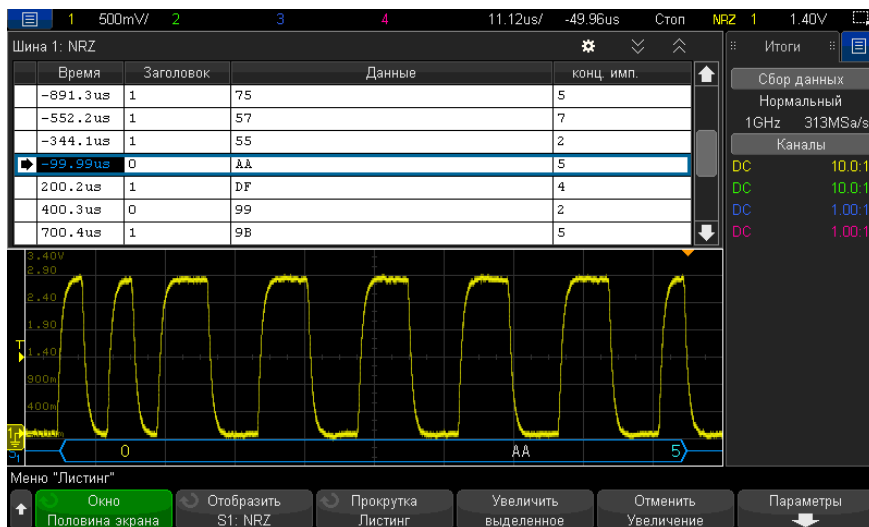 1 500mV/ 2 3 4 11.12us/ -49.96us Стоп NRZ 1 1.40V
Шина 1: NRZ
Время Заголовок Данные конц. имп.
-891.3us 1 75 5
-552.2us 1 57 7
-344.1us 1 55 2
-99.99us 0 AA 5
200.2us 1 DF 4
400.3us 0 99 2
700.4us 1 9B 5
Итоги
Сбор данных
Нормальный
1GHz 313MSa/s
Каналы
DC 10.0:1
DC 10.0:1
DC 1.00:1
DC 1.00:1
3.40V
2.90
2.40
1.90
T
1.40
900m
400m
1
S1 0 AA 5
Меню "Листинг"
Окно
Половина экрана
Отобразить
S1: NRZ
Прокрутка
Листинг
Увеличить
выделенное
Отменить
Увеличение
Параметры